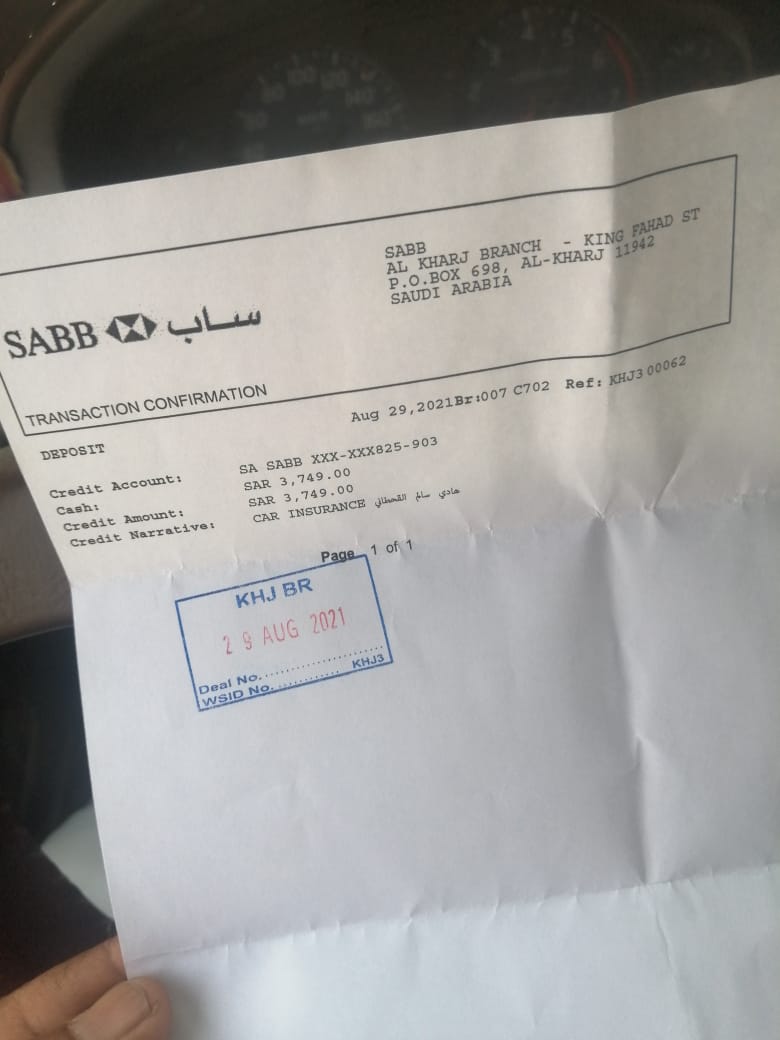 SABB
AL KHARJ BRANCH - KING FAHAD ST
P.O.BOX 698, AL-KHARJ 11942
SAUDI ARABIA
SABB ساب
TRANSACTION CONFIRMATION
Aug 29,2021 Br:007 C702 Ref: KHJ3 00062
DEPOSIT
Credit Account: SA SABB XXX-XXX825-903
Cash: SAR 3,749.00
Credit Amount: SAR 3,749.00
Credit Narrative: CAR INSURANCE هادي سالم القحطاني
Page 1 of 1
KHJ BR
29 AUG 2021
Deal No.....................
WSID No............ KHJ3